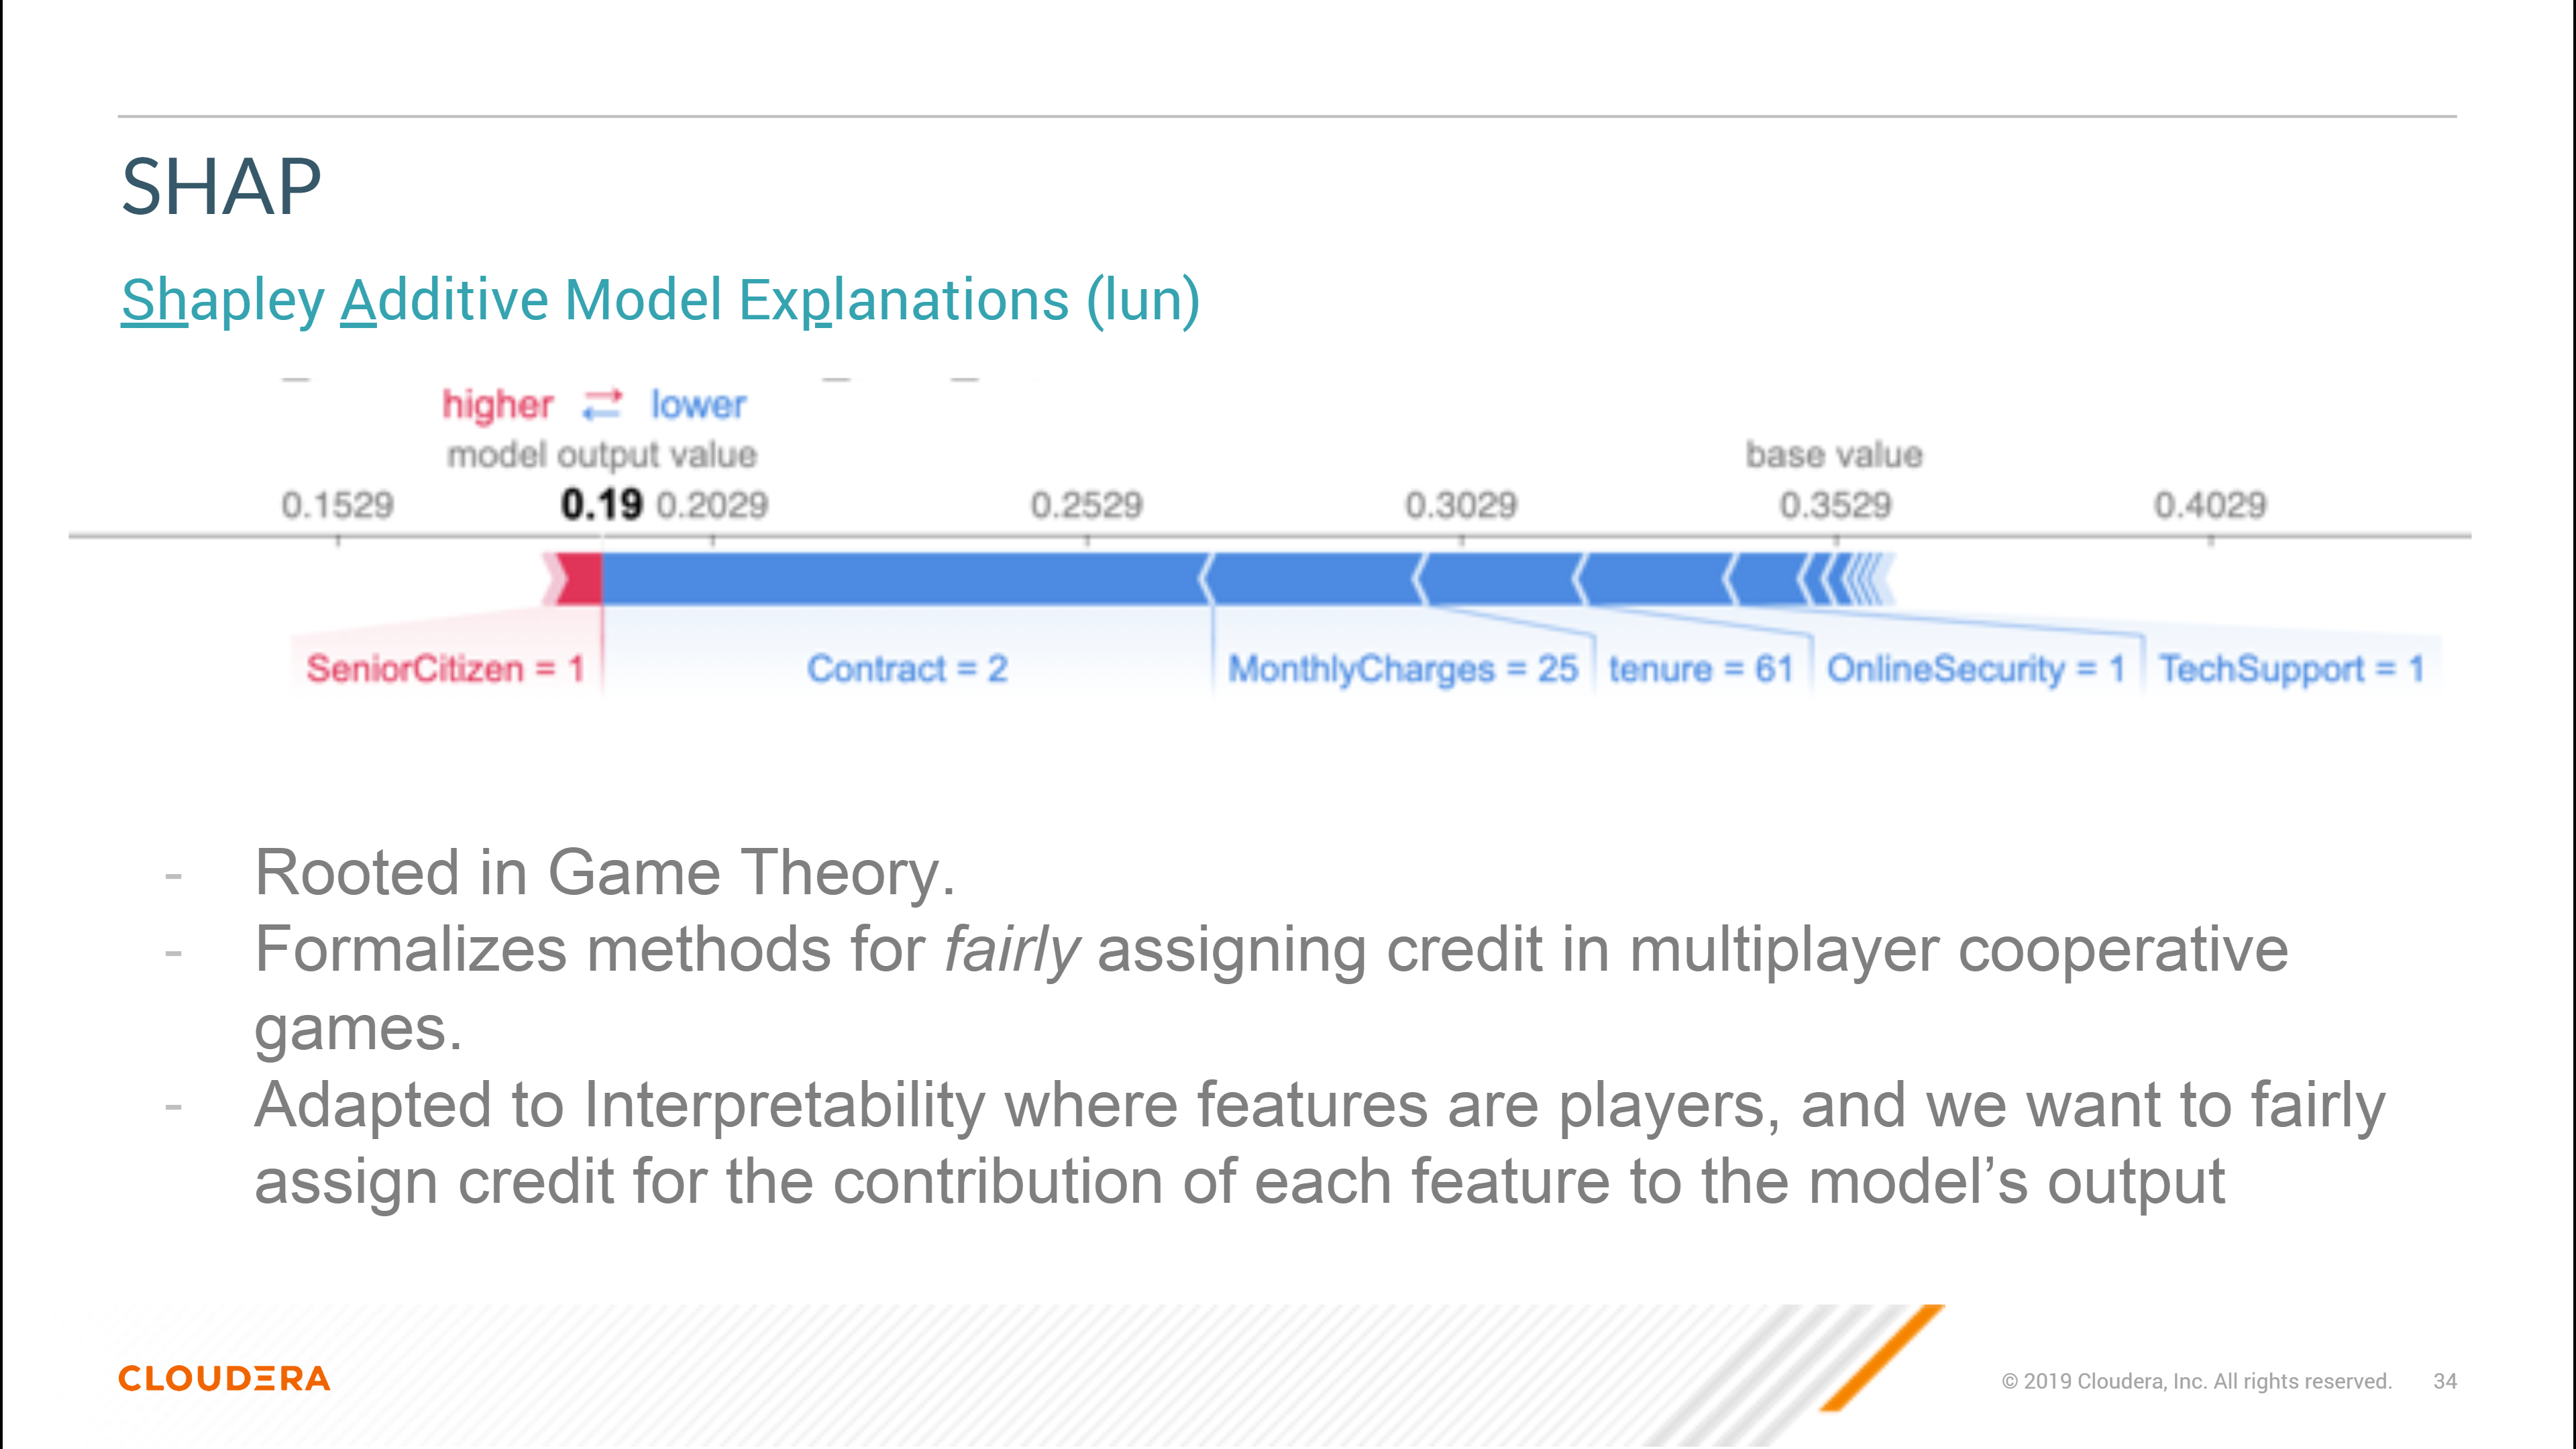 SHAP
Shapley Additive Model Explanations (lun)
higher lower
model output value base value
0.1529 0.19 0.2029 0.2529 0.3029 0.3529 0.4029
SeniorCitizen = 1 Contract = 2 MonthlyCharges = 25 tenure = 61 OnlineSecurity = 1 TechSupport = 1
- Rooted in Game Theory.
- Formalizes methods for fairly assigning credit in multiplayer cooperative
games.
- Adapted to Interpretability where features are players, and we want to fairly
assign credit for the contribution of each feature to the model’s output
CLOUDERA
© 2019 Cloudera, Inc. All rights reserved. 34